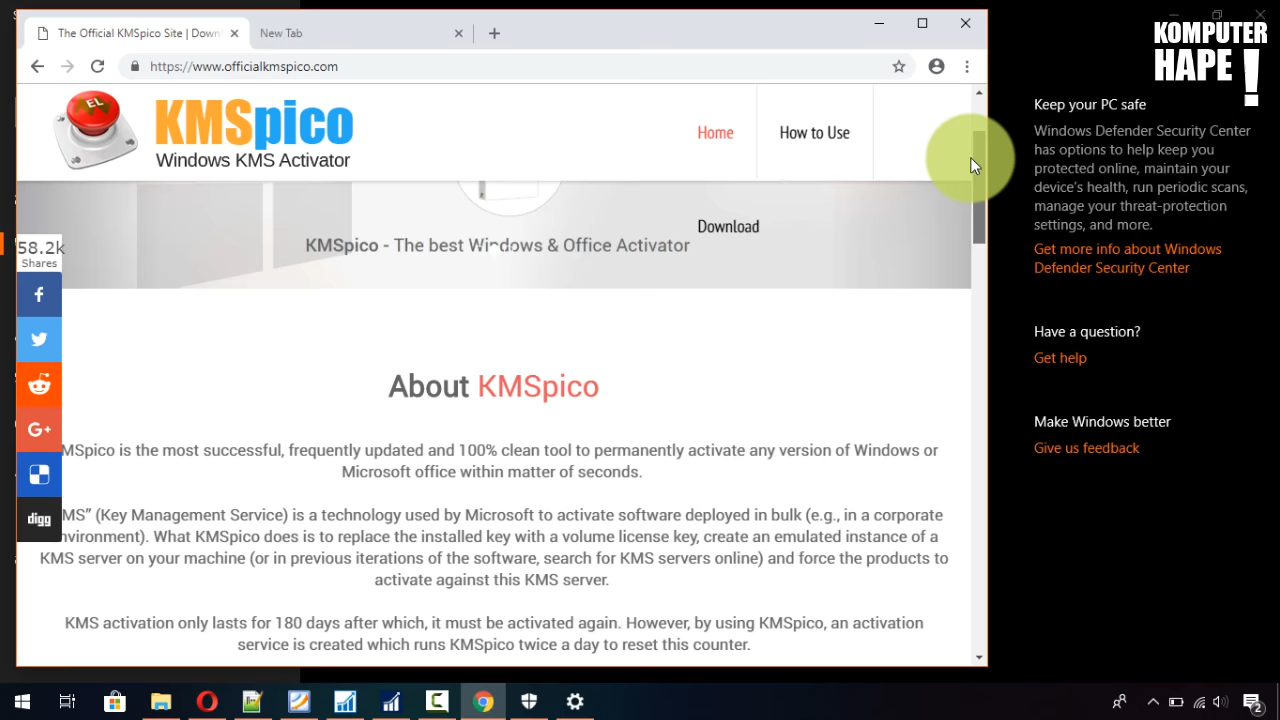 The Official KMSpico Site | Down
New Tab
https://www.officialkmspico.com
KOMPUTER
HAPE !
EL
KMSpico
Windows KMS Activator
Home
How to Use
Download
KMSpico - The best Windows & Office Activator
58.2k
Shares
About KMSpico
MSpico is the most successful, frequently updated and 100% clean tool to permanently activate any version of Windows or
Microsoft office within matter of seconds.
MS” (Key Management Service) is a technology used by Microsoft to activate software deployed in bulk (e.g., in a corporate
nvironment). What KMSpico does is to replace the installed key with a volume license key, create an emulated instance of a
KMS server on your machine (or in previous iterations of the software, search for KMS servers online) and force the products to
activate against this KMS server.
KMS activation only lasts for 180 days after which, it must be activated again. However, by using KMSpico, an activation
service is created which runs KMSpico twice a day to reset this counter.
digg
Keep your PC safe
Windows Defender Security Center
has options to help keep you
protected online, maintain your
device's health, run periodic scans,
manage your threat-protection
settings, and more.
Get more info about Windows
Defender Security Center
Have a question?
Get help
Make Windows better
Give us feedback
2